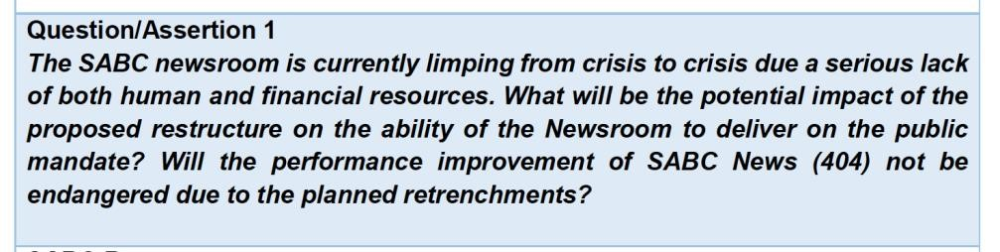 Question/Assertion 1
The SABC newsroom is currently limping from crisis to crisis due a serious lack
of both human and financial resources. What will be the potential impact of the
proposed restructure on the ability of the Newsroom to deliver on the public
mandate? Will the performance improvement of SABC News (404) not be
endangered due to the planned retrenchments?